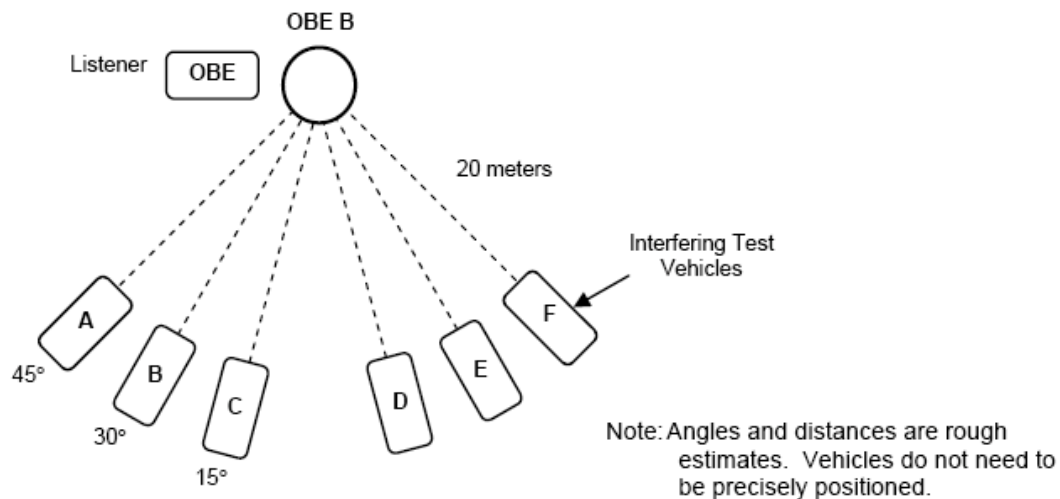 OBE B
Listener
OBE
20 meters
Interfering Test
Vehicles
A
B
C
D
E
F
45°
30°
15°
Note: Angles and distances are rough
estimates. Vehicles do not need to
be precisely positioned.